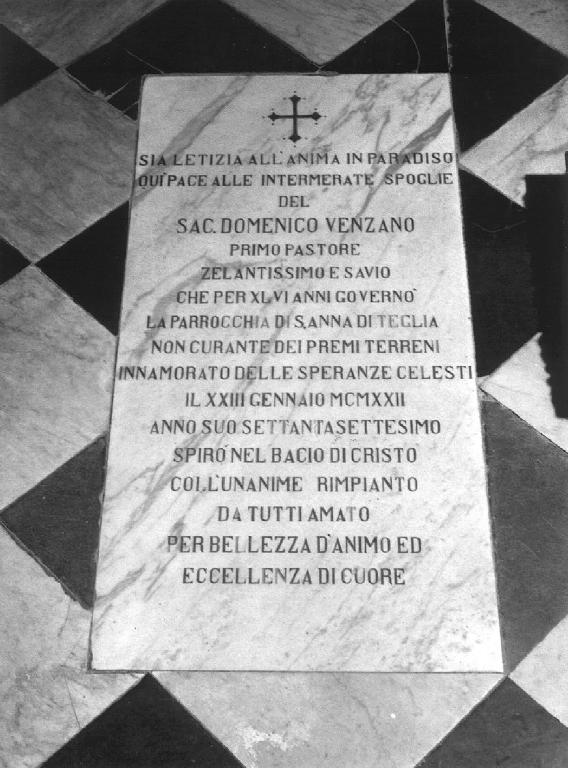 SIA LETIZIA ALL'ANIMA IN PARADISO
QUI PACE ALLE INTERMERATE SPOGLIE
DEL
SAC. DOMENICO VENZANO
PRIMO PASTORE
ZELANTISSIMO E SAVIO
CHE PER XLVI ANNI GOVERNO'
LA PARROCCHIA DI S. ANNA DI TEGLIA
NON CURANTE DEI PREMI TERRENI
INNAMORATO DELLE SPERANZE CELESTI
IL XXIII GENNAIO MCMXXII
ANNO SUO SETTANTASETTESIMO
SPIRO' NEL BACIO DI CRISTO
COLL'UNANIME RIMPIANTO
DA TUTTI AMATO
PER BELLEZZA D'ANIMO ED
ECCELLENZA DI CUORE